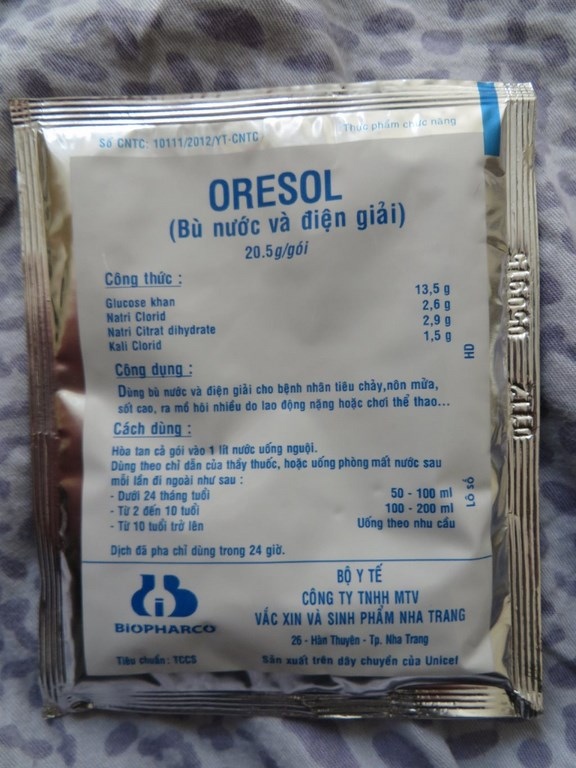 Số CNTC: 10111/2012/YT-CNTC
Thực phẩm chức năng
ORESOL
(Bù nước và điện giải)
20.5g/gói
Công thức :
Glucose khan 13,5 g
Natri Clorid 2,6 g
Natri Citrat dihydrate 2,9 g
Kali Clorid 1,5 g
Công dụng :
Dùng bù nước và điện giải cho bệnh nhân tiêu chảy,nôn mửa,
sốt cao, ra mồ hôi nhiều do lao động nặng hoặc chơi thể thao...
Cách dùng :
Hòa tan cả gói vào 1 lít nước uống nguội.
Dùng theo chỉ dẫn của thầy thuốc, hoặc uống phòng mất nước sau
mỗi lần đi ngoài như sau :
- Dưới 24 tháng tuổi 50 - 100 ml
- Từ 2 đến 10 tuổi 100 - 200 ml
- Từ 10 tuổi trở lên Uống theo nhu cầu
Dịch đã pha chỉ dùng trong 24 giờ.
HD
Lô số
BiOPHARCO
BỘ Y TẾ
CÔNG TY TNHH MTV
VẮC XIN VÀ SINH PHẨM NHA TRANG
26 - Hàn Thuyên - Tp. Nha Trang
Tiêu chuẩn : TCCS
Sản xuất trên dây chuyền của Unicef